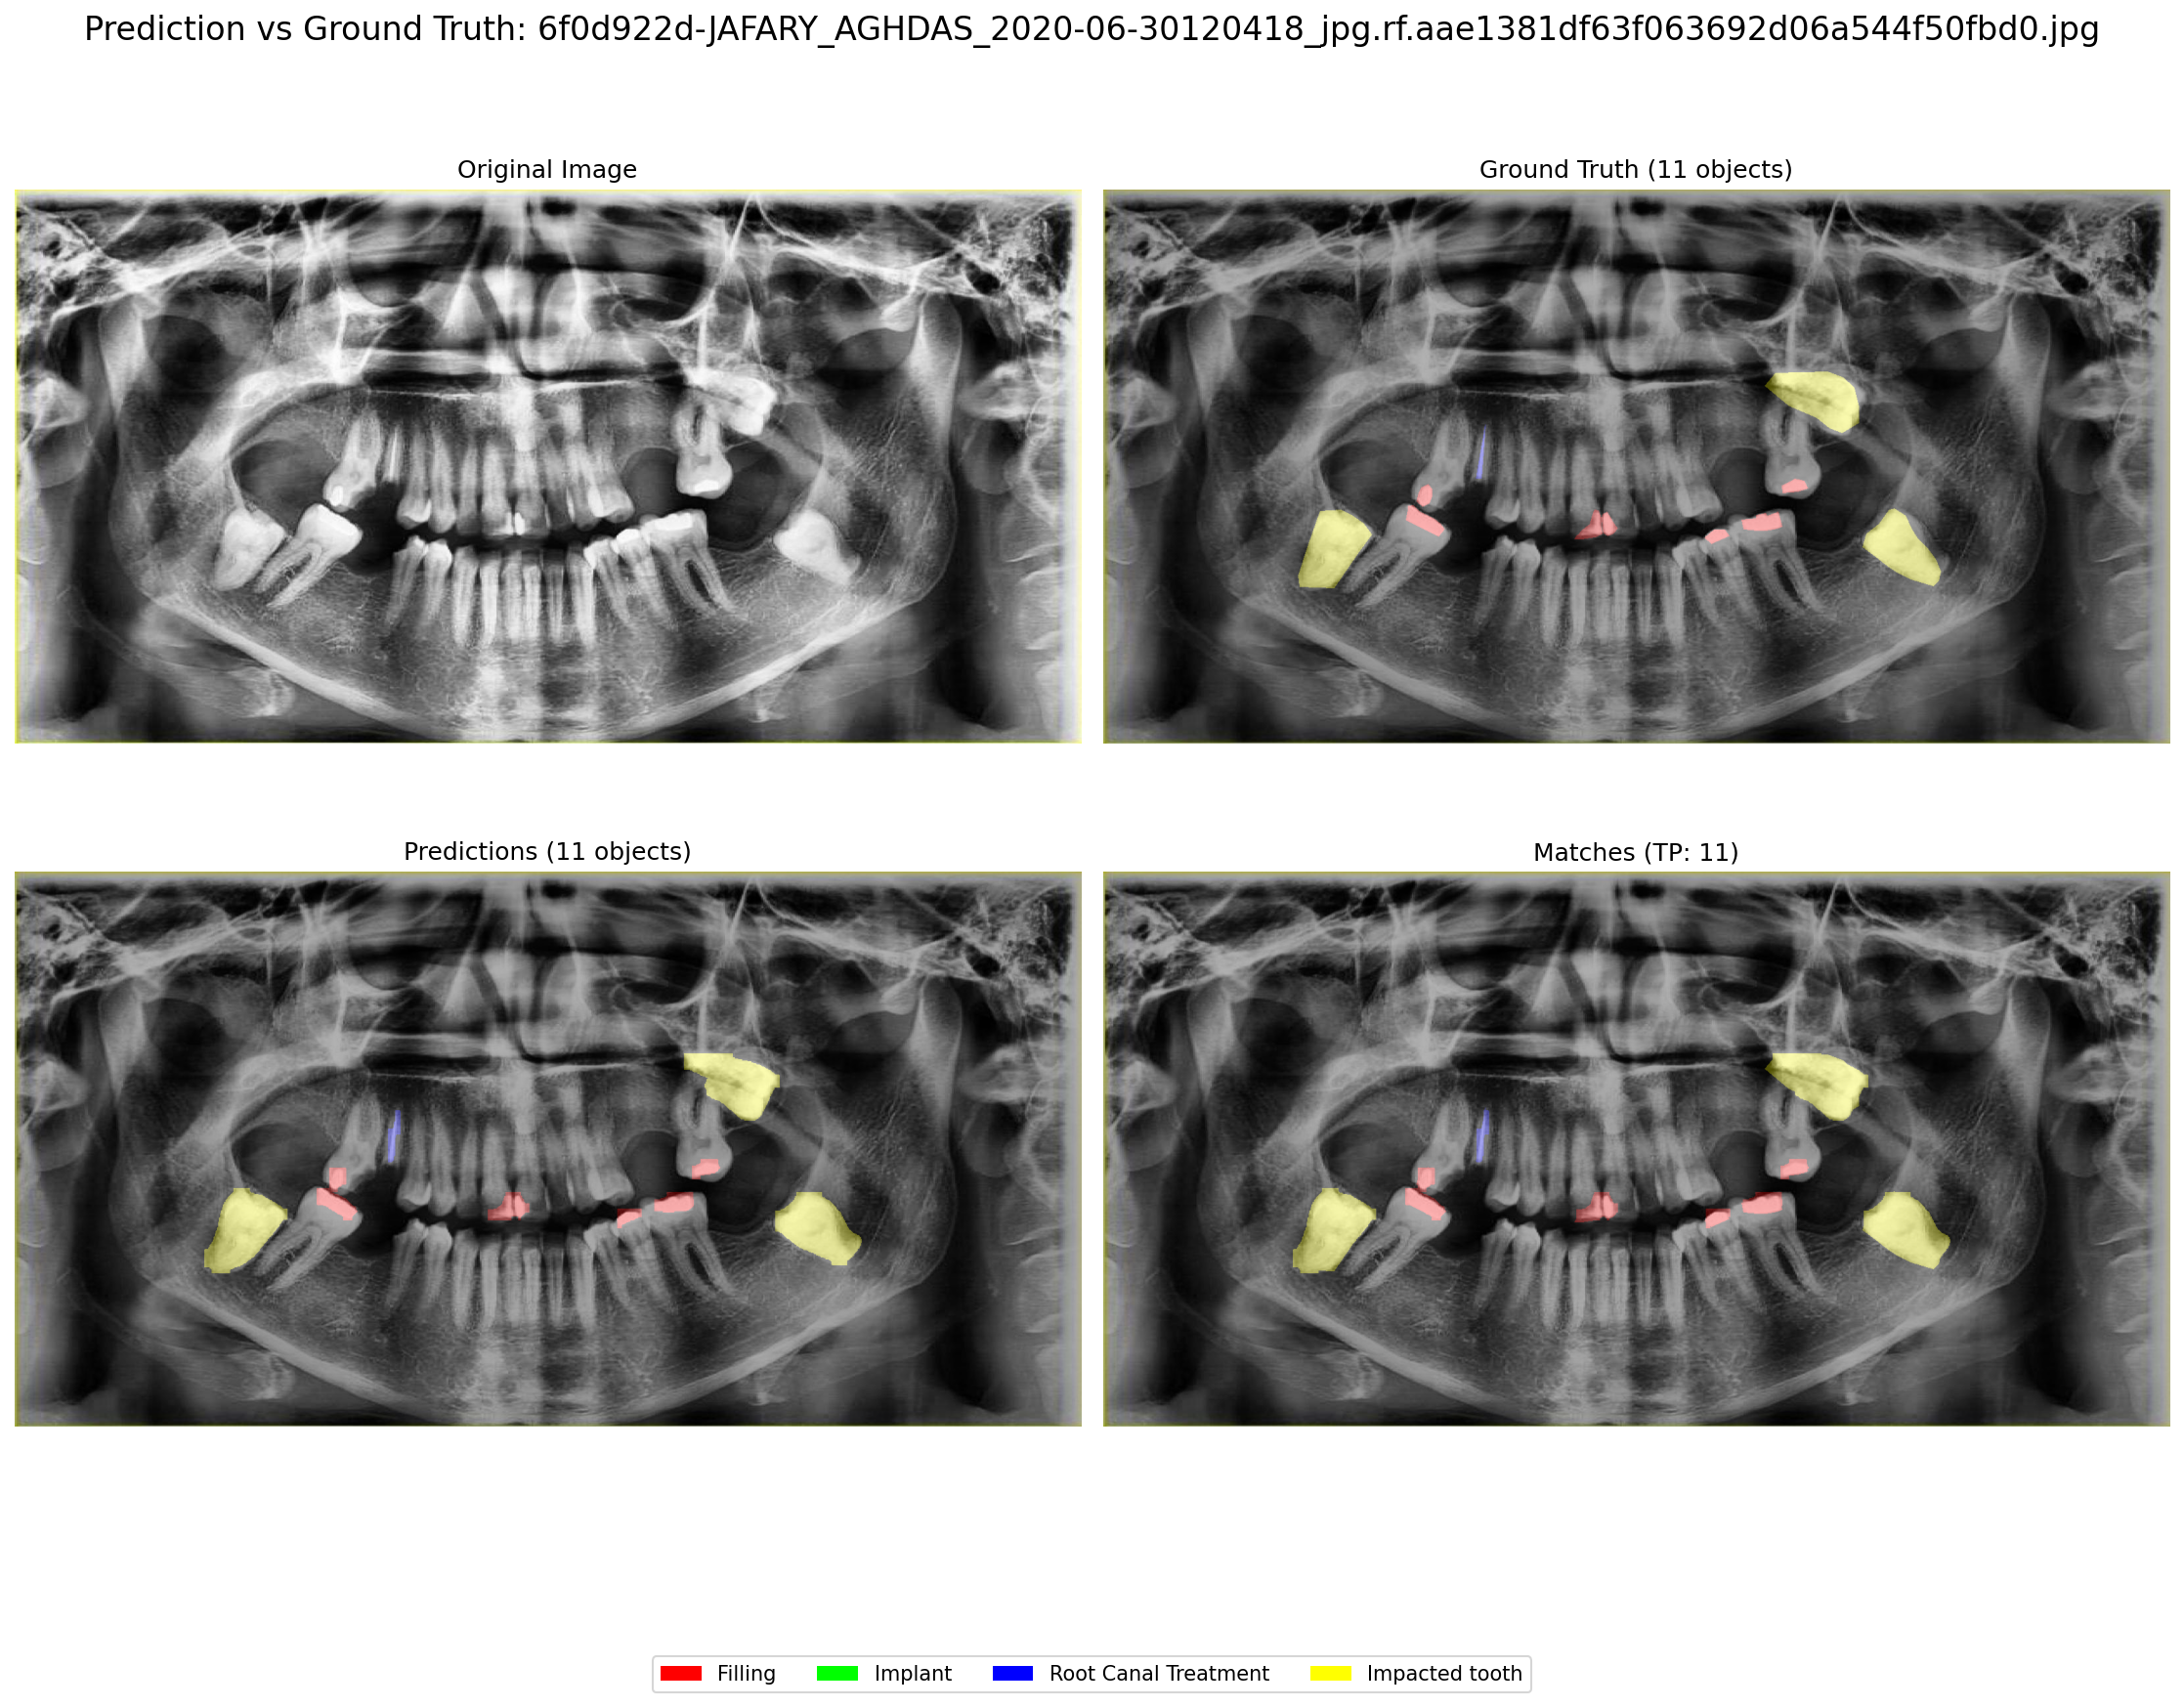 Prediction vs Ground Truth: 6f0d922d-JAFARY_AGHDAS_2020-06-30120418_jpg.rf.aae1381df63f063692d06a544f50fbd0.jpg
Original Image
Ground Truth (11 objects)
Predictions (11 objects)
Matches (TP: 11)
Filling
Implant
Root Canal Treatment
Impacted tooth